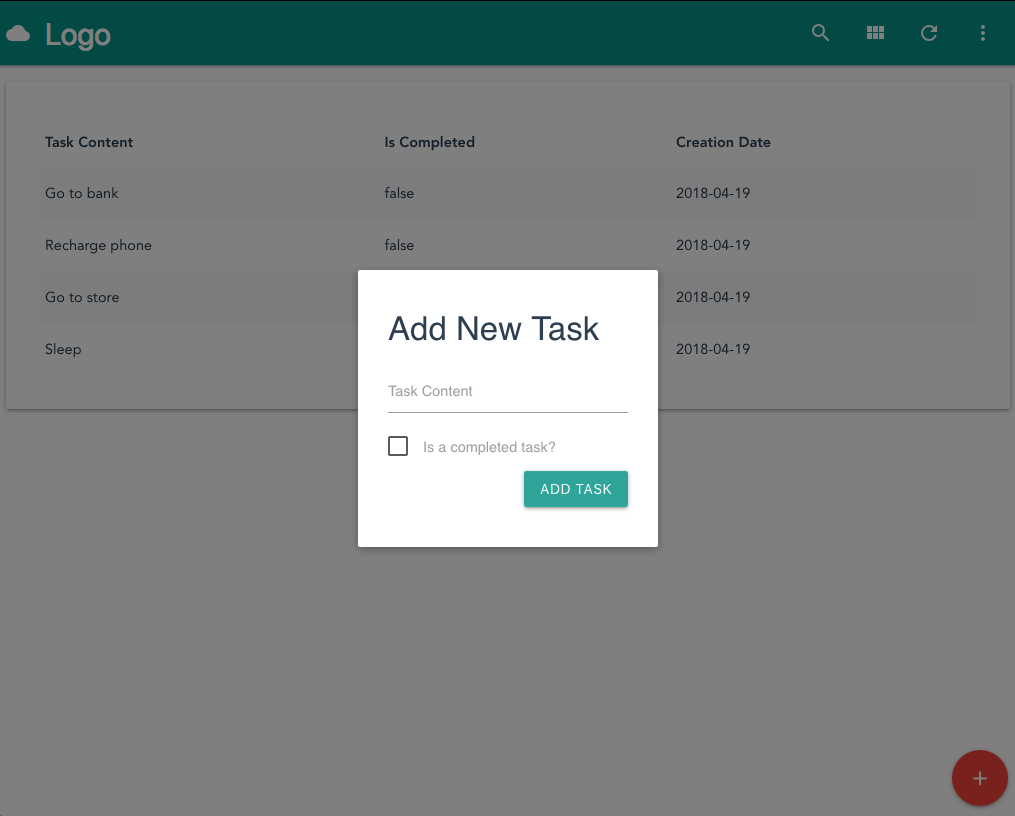 Logo
Task Content Is Completed Creation Date
Go to bank false 2018-04-19
Recharge phone false 2018-04-19
Go to store 2018-04-19
Sleep 2018-04-19
Add New Task
Task Content
Is a completed task?
ADD TASK